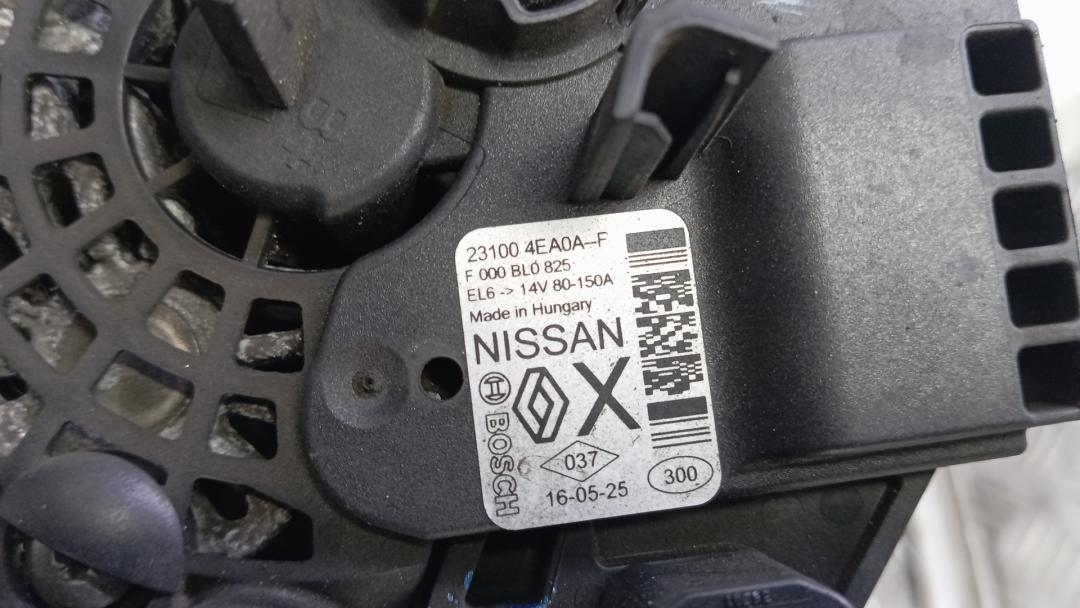 23100 4EA0A--F
F 000 BL0 825
EL6 -> 14V 80-150A
Made in Hungary
NISSAN
X
BOSCH
037
16-05-25
300